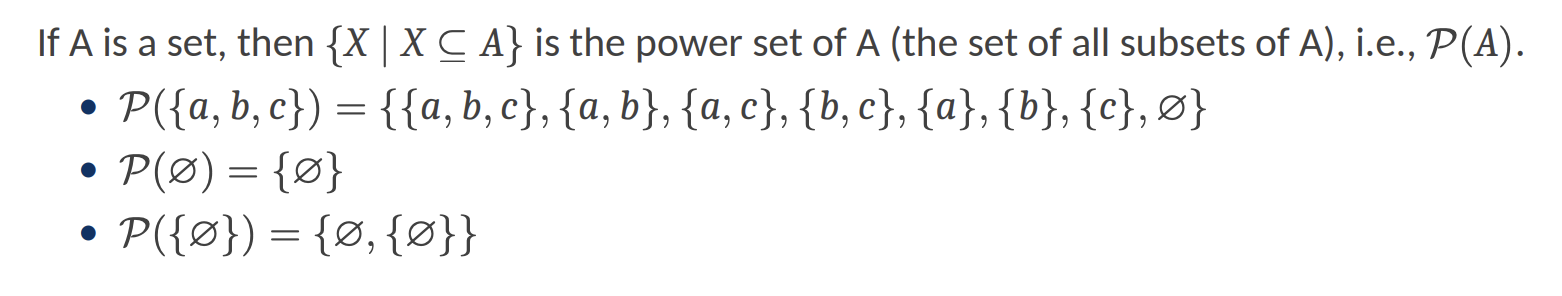 If A is a set, then {X | X ⊆ A} is the power set of A (the set of all subsets of A), i.e., 𝒫(A).
• 𝒫({a, b, c}) = {{a, b, c}, {a, b}, {a, c}, {b, c}, {a}, {b}, {c}, ∅}
• 𝒫(∅) = {∅}
• 𝒫({∅}) = {∅, {∅}}